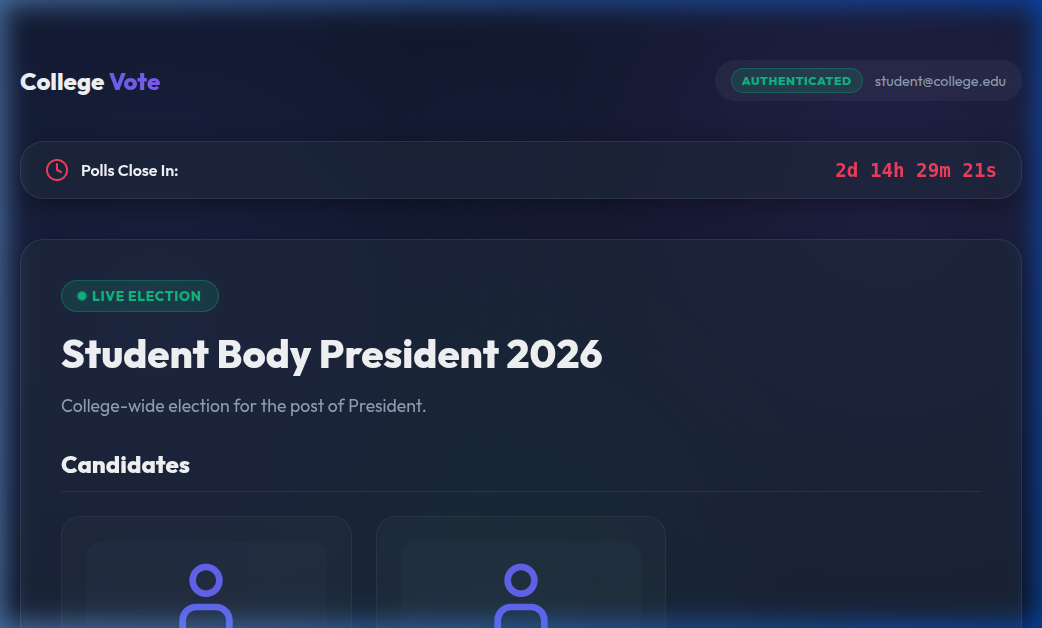 College Vote
AUTHENTICATED
student@college.edu
Polls Close In:
2d 14h 29m 21s
LIVE ELECTION
Student Body President 2026
College-wide election for the post of President.
Candidates